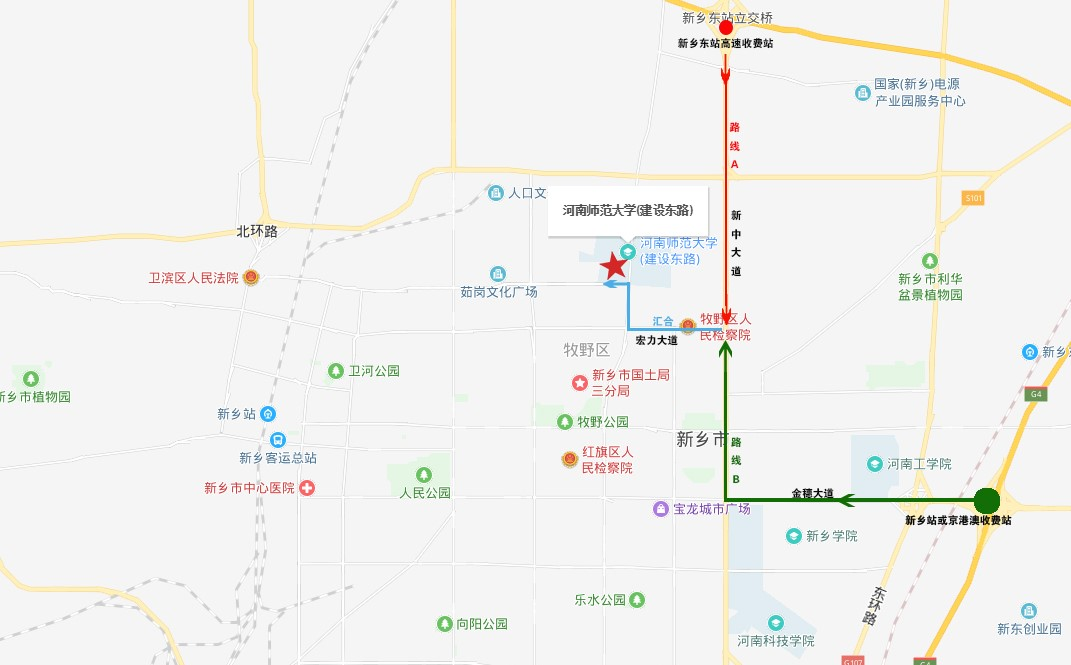 新乡东站立交桥
新乡东站高速收费站
国家(新乡)电源
产业园服务中心
路
线
A
人口文
河南师范大学(建设东路)
S101
新
中
大
道
北环路
河南师范大学
(建设东路)
卫滨区人民法院
茹岗文化广场
新乡市利华
盆景植物园
汇合
牧野区人
民检察院
宏力大道
牧野区
新乡
卫河公园
新乡市国土局
三分局
新乡市植物园
G4
新乡站
牧野公园
新乡市
路
线
B
新乡客运总站
红旗区人
民检察院
河南工学院
新乡市中心医院
人民公园
金穗大道
宝龙城市广场
新乡站或京港澳收费站
新乡学院
东环路
乐水公园
向阳公园
河南科技学院
新东创业园
G107
G4